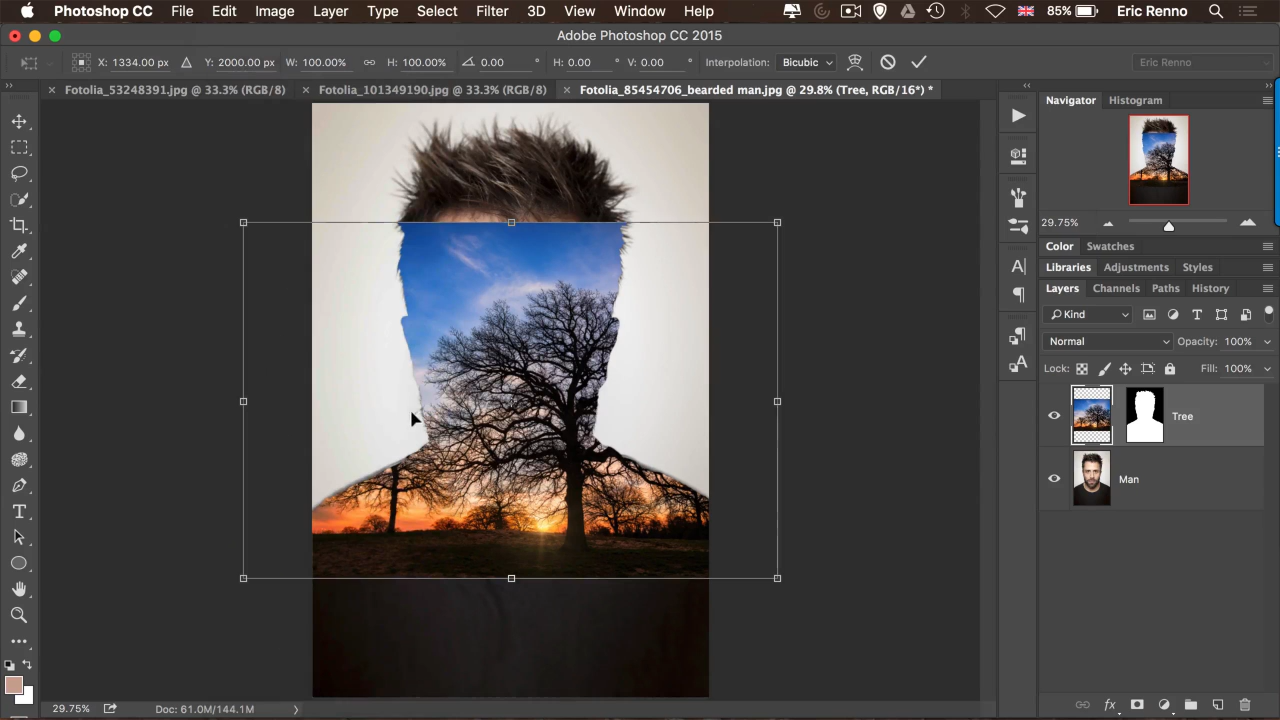 Photoshop CC File Edit Image Layer Type Select Filter 3D View Window Help 85% Eric Renno
Adobe Photoshop CC 2015
X: 1334.00 px Y: 2000.00 px W: 100.00% H: 100.00% 0.00 ° H: 0.00 ° V: 0.00 ° Interpolation: Bicubic Eric Renno
Fotolia_53248391.jpg @ 33.3% (RGB/8) Fotolia_101349190.jpg @ 33.3% (RGB/8) Fotolia_85454706_bearded man.jpg @ 29.8% (Tree, RGB/16*) *
Navigator Histogram
29.75%
Color Swatches
Libraries Adjustments Styles
Layers Channels Paths History
Kind
Normal Opacity: 100%
Lock: Fill: 100%
Tree
Man
29.75% Doc: 61.0M/144.1M